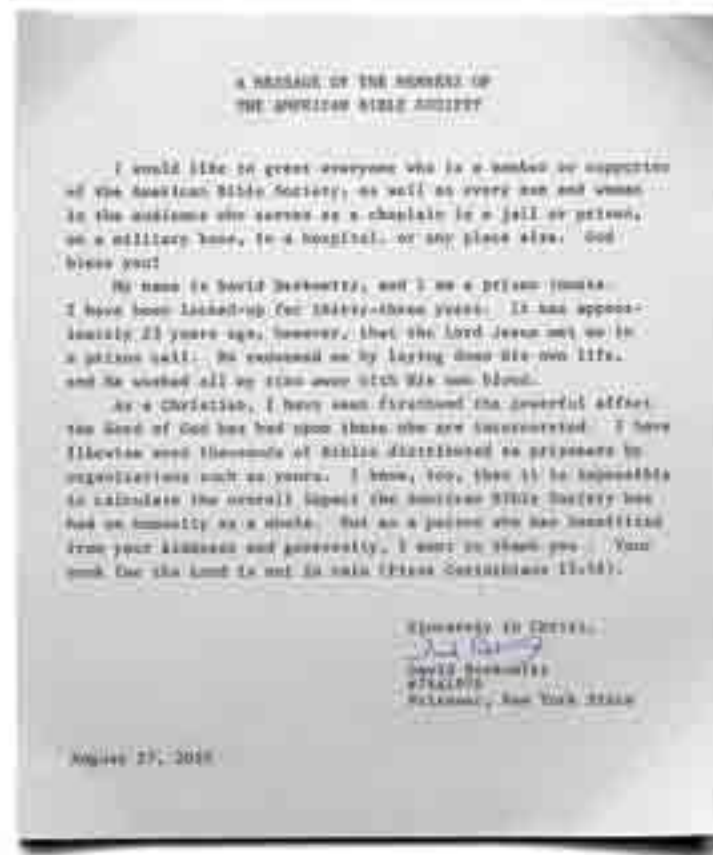 A MESSAGE OF THE MEMBERS OF
THE AMERICAN BIBLE SOCIETY
I would like to greet everyone who is a member or supporter
of the American Bible Society, as well as every man and woman
in the audience who serves as a chaplain in a jail or prison,
on a military base, in a hospital, or any place else. God
bless you!
My name is David Berkowitz, and I am a prison inmate.
I have been locked-up for thirty-three years. It was approx-
imately 23 years ago, however, that the Lord Jesus met me in
a prison cell. He redeemed me by laying down His own life,
and He washed all my sins away with His own blood.
As a Christian, I have seen firsthand the powerful effect
the Word of God has had upon those who are incarcerated. I have
likewise seen thousands of Bibles distributed to prisoners by
organizations such as yours. I know, too, that it is impossible
to calculate the overall impact the American Bible Society has
had on humanity as a whole. But as a person who has benefitted
from your kindness and generosity, I want to thank you. Your
work for the Lord is not in vain (First Corinthians 15:58).
Sincerely in Christ,
David Berkowitz
Prisoner, New York State
August 27,